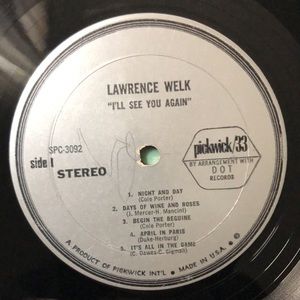 LAWRENCE WELK
"I'LL SEE YOU AGAIN"
SPC-3092
side 1 STEREO
pickwick/33
BY ARRANGEMENT WITH
DOT
RECORDS
1. NIGHT AND DAY
(Cole Porter)
2. DAYS OF WINE AND ROSES
(J. Mercer-H. Mancini)
3. BEGIN THE BEGUINE
(Cole Porter)
4. APRIL IN PARIS
(Duke-Harburg)
5. IT'S ALL IN THE GAME
(C. Dawes-C. Sigman)
A PRODUCT OF PICKWICK INT'L. • MADE IN U.S.A.